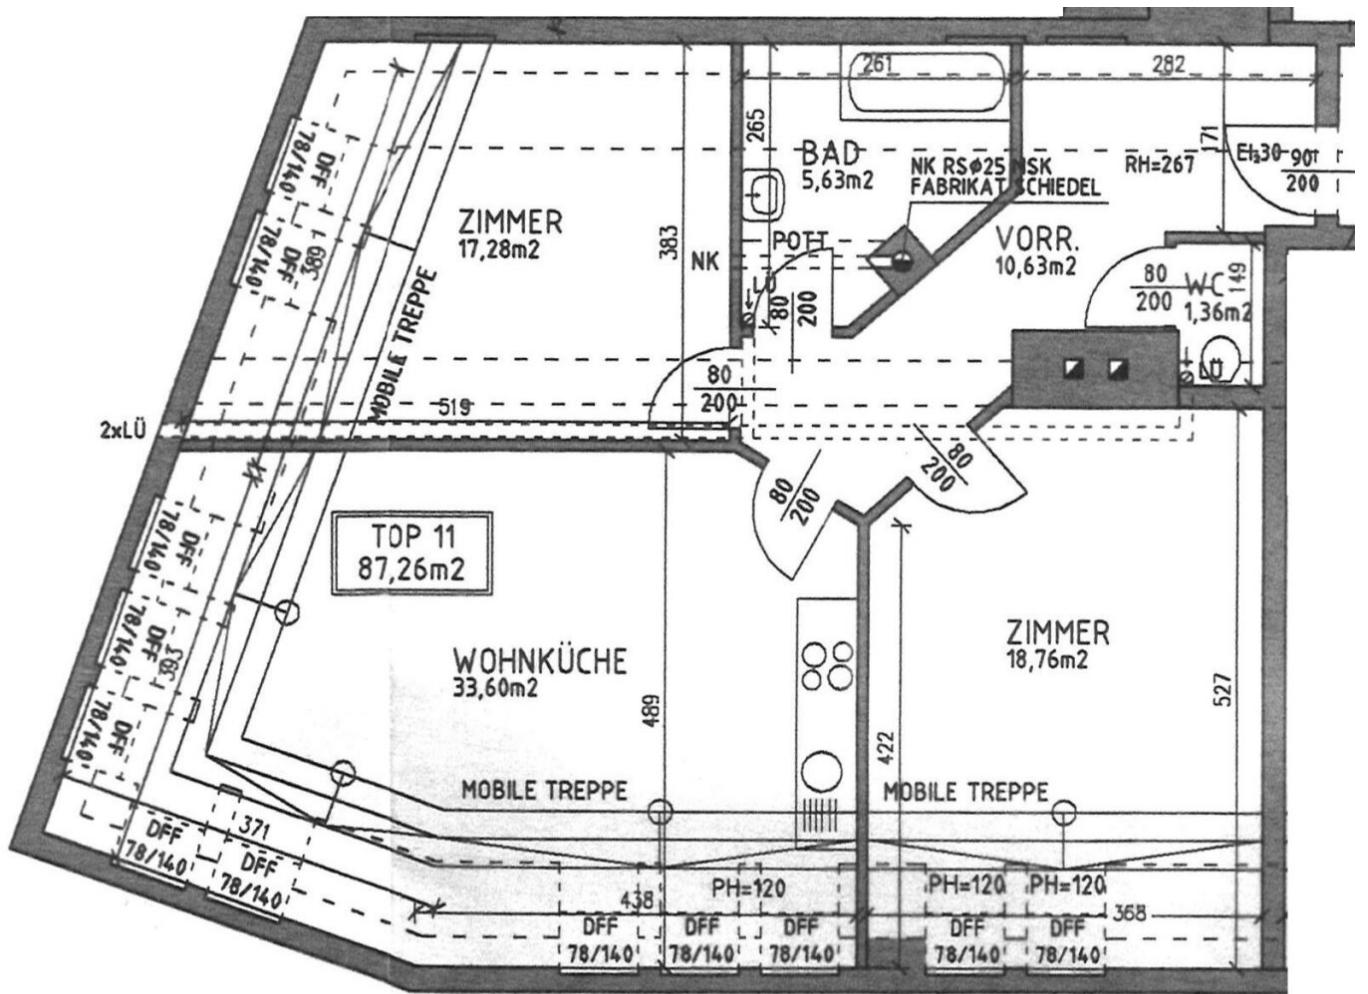 261
282
265
171
BAD
5,63m2
NK RSø25 NSK
FABRIKAT SCHIEDEL
RH=267
EI₂30
90
200
DFF
78/140
DFF
78/140
389
ZIMMER
17,28m2
383
NK
POTT
LÜ
80
200
VORR.
10,63m2
80
200
WC
1,36m2
149
LÜ
MOBILE TREPPE
519
80
200
2xLÜ
80
200
80
200
TOP 11
87,26m2
DFF
78/140
DFF
78/140
DFF
78/140
393
WOHNKÜCHE
33,60m2
489
ZIMMER
18,76m2
527
422
MOBILE TREPPE
MOBILE TREPPE
371
DFF
78/140
DFF
78/140
438
PH=120
PH=120
PH=120
368
DFF
78/140
DFF
78/140
DFF
78/140
DFF
78/140
DFF
78/140